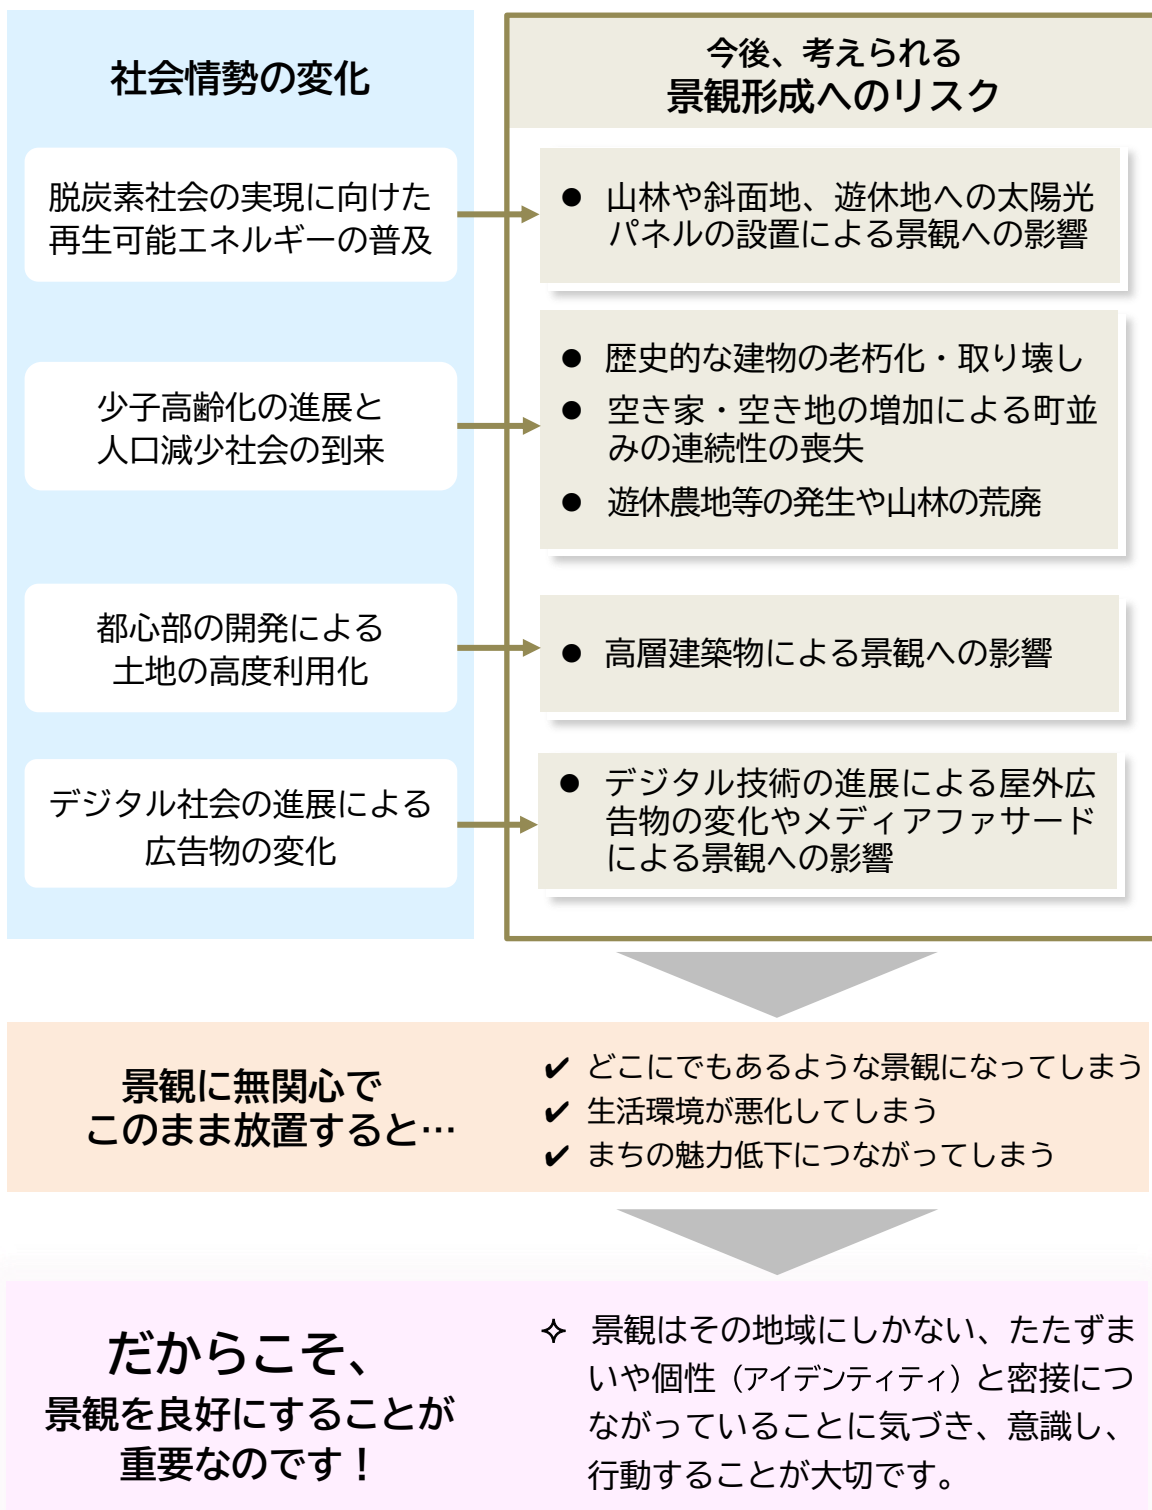 社会情勢の変化
今後、考えられる
景観形成へのリスク
脱炭素社会の実現に向けた
再生可能エネルギーの普及
● 山林や斜面地、遊休地への太陽光
パネルの設置による景観への影響
少子高齢化の進展と
人口減少社会の到来
● 歴史的な建物の老朽化・取り壊し
● 空き家・空き地の増加による町並
みの連続性の喪失
● 遊休農地等の発生や山林の荒廃
都心部の開発による
土地の高度利用化
● 高層建築物による景観への影響
デジタル社会の進展による
広告物の変化
● デジタル技術の進展による屋外広
告物の変化やメディアファサード
による景観への影響
景観に無関心で
このまま放置すると…
✔ どこにでもあるような景観になってしまう
✔ 生活環境が悪化してしまう
✔ まちの魅力低下につながってしまう
だからこそ、
景観を良好にすることが
重要なのです！
✧ 景観はその地域にしかない、たたずま
いや個性（アイデンティティ）と密接につ
ながっていることに気づき、意識し、
行動することが大切です。